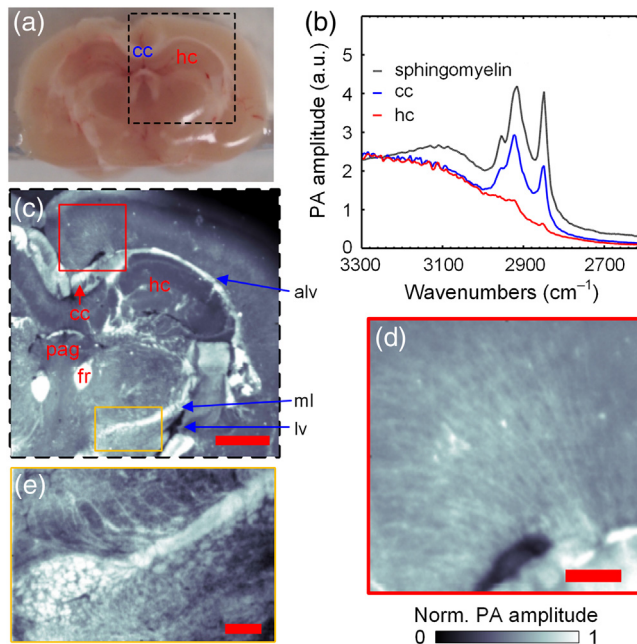 (a)
cc
hc
(b)
PA amplitude (a.u.)
5
4
3
2
1
0
sphingomyelin
cc
hc
3300
3100
2900
2700
Wavenumbers (cm⁻¹)
(c)
hc
cc
pag
fr
alv
ml
lv
(d)
(e)
Norm. PA amplitude
0
1